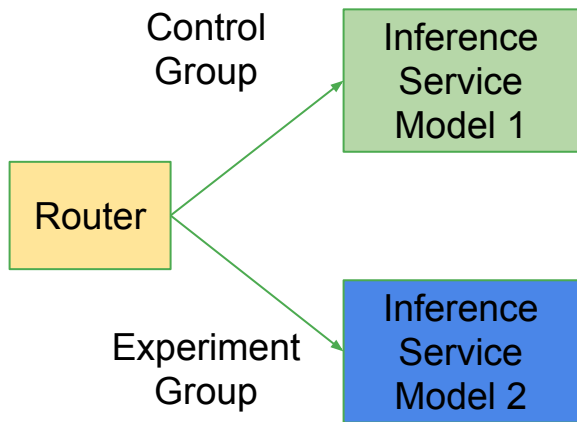 Control
Group
Inference
Service
Model 1
Router
Experiment
Group
Inference
Service
Model 2